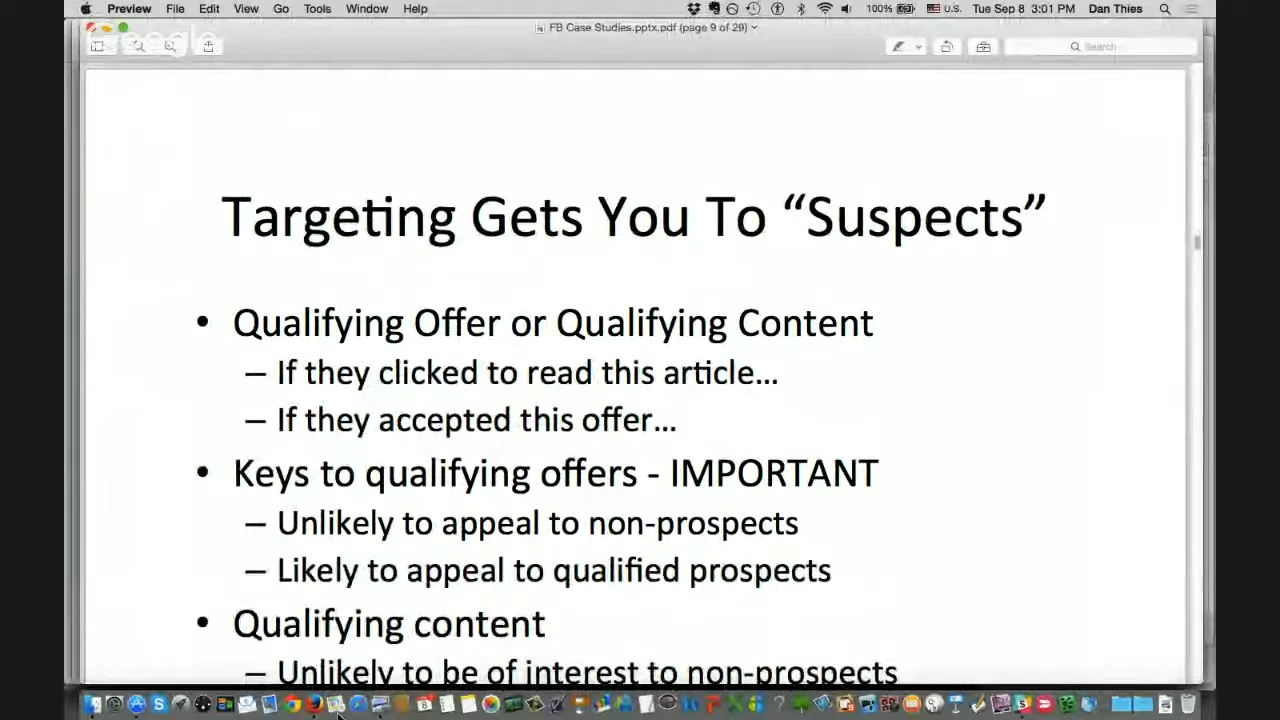 Preview File Edit View Go Tools Window Help 100% U.S. Tue Sep 8 3:01 PM Dan Thies
Google
FB Case Studies.pptx.pdf (page 9 of 29)
Search
Targeting Gets You To “Suspects”
• Qualifying Offer or Qualifying Content
– If they clicked to read this article…
– If they accepted this offer…
• Keys to qualifying offers - IMPORTANT
– Unlikely to appeal to non-prospects
– Likely to appeal to qualified prospects
• Qualifying content
– Unlikely to be of interest to non-prospects